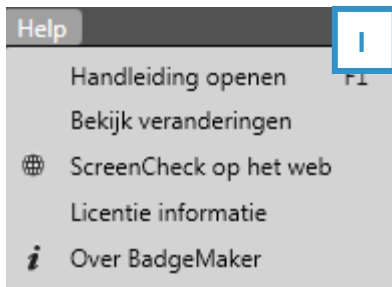 Help
I
Handleiding openen F1
Bekijk veranderingen
ScreenCheck op het web
Licentie informatie
i Over BadgeMaker